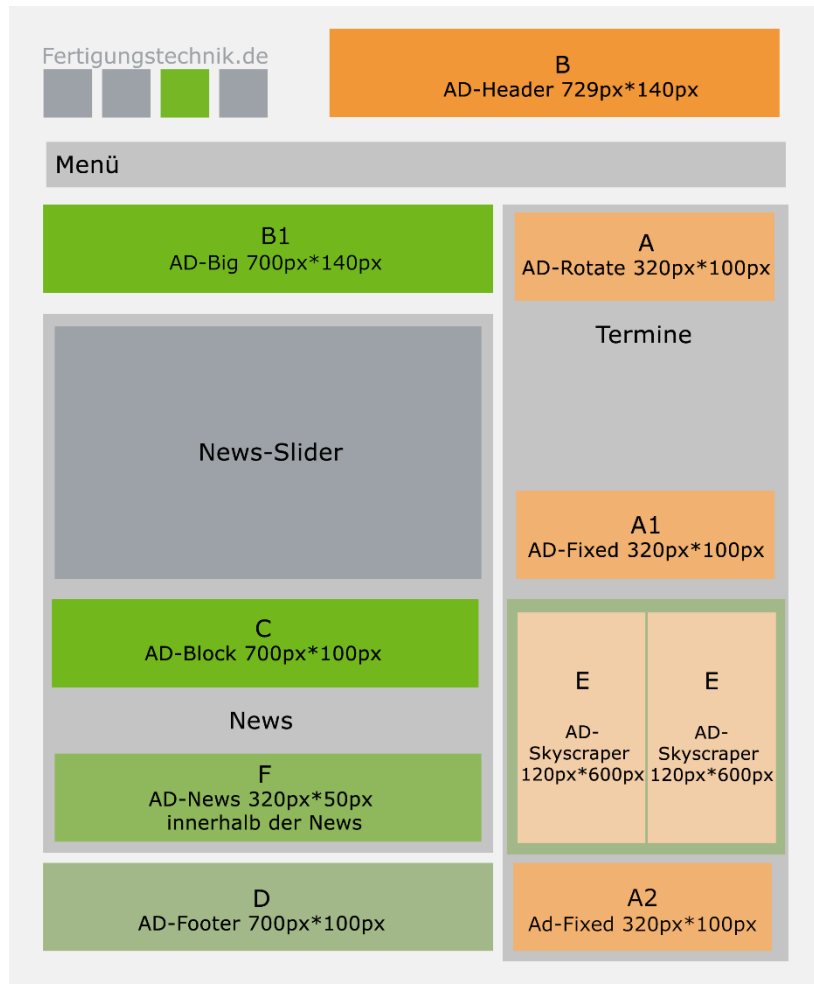 Fertigungstechnik.de
B
AD-Header 729px*140px
Menü
B1
AD-Big 700px*140px
A
AD-Rotate 320px*100px
Termine
News-Slider
A1
AD-Fixed 320px*100px
C
AD-Block 700px*100px
News
F
AD-News 320px*50px
innerhalb der News
E
AD-
Skyscraper
120px*600px
E
AD-
Skyscraper
120px*600px
D
AD-Footer 700px*100px
A2
Ad-Fixed 320px*100px